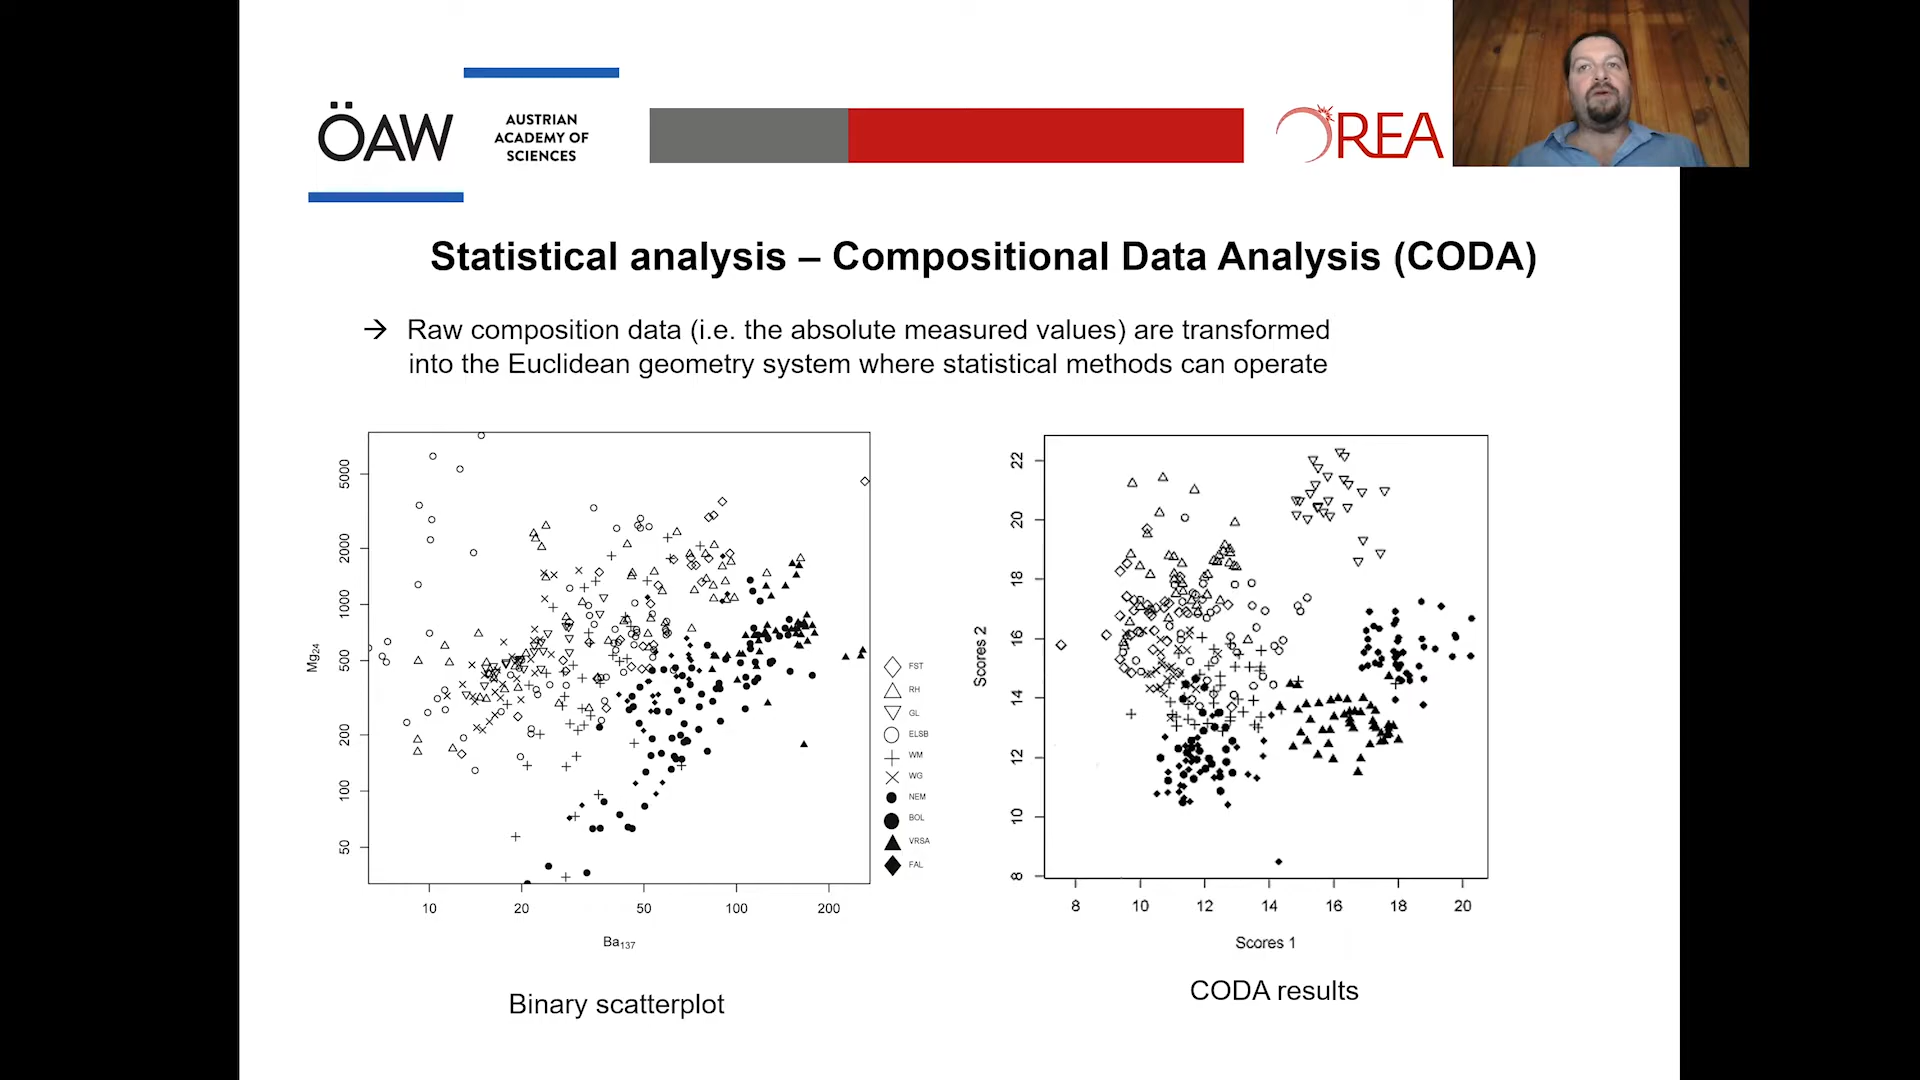 ÖAW
AUSTRIAN
ACADEMY OF
SCIENCES
OREA
Statistical analysis – Compositional Data Analysis (CODA)
→ Raw composition data (i.e. the absolute measured values) are transformed
into the Euclidean geometry system where statistical methods can operate
5000
2000
1000
500
200
100
50
Mg24
10 20 50 100 200
Ba137
FST
RH
GL
ELSB
WM
WG
NEM
BOL
VRSA
FAL
22
20
18
16
14
12
10
8
Scores 2
8 10 12 14 16 18 20
Scores 1
Binary scatterplot
CODA results